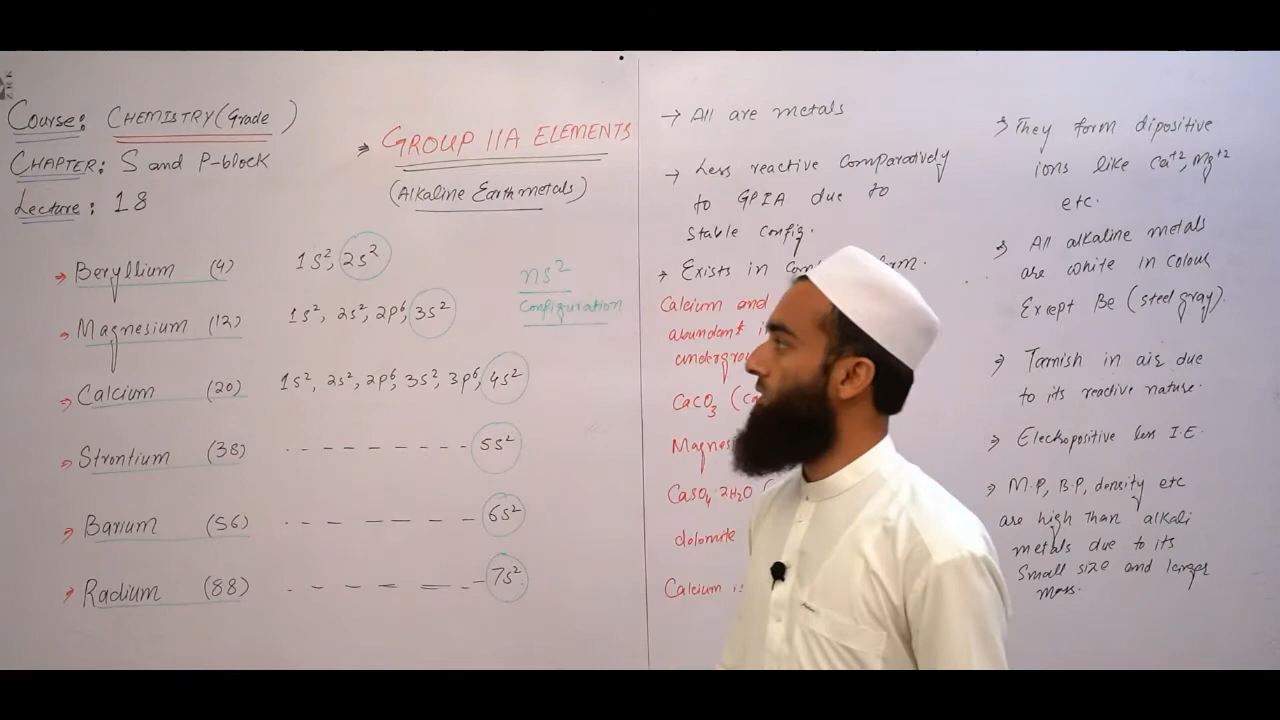 Course: CHEMISTRY (Grade )
CHAPTER: S and P-block
Lecture: 18
GROUP IIA ELEMENTS
(Alkaline Earth metals)
→ Beryllium (4) 1s², 2s²
→ Magnesium (12) 1s², 2s², 2p⁶, 3s²
→ Calcium (20) 1s², 2s², 2p⁶, 3s², 3p⁶, 4s²
→ Strontium (38) - - - - - - - - 5s²
→ Barium (56) - - - - - - - 6s²
→ Radium (88) - - - = = - - 7s²
ns²
Configuration
→ All are metals
→ Less reactive comparatively
to GPIA due to
Stable config.
→ Exists in
Calcium and
abundant
CaCO₃
CaSO₄·2H₂O
dolomite
Calcium is
→ They form dipositive
ions like Ca⁺², Mg⁺²
etc.
→ All alkaline metals
are white in colour
Except Be (steel gray).
→ Tarnish in air due
to its reactive nature.
→ Electropositive less I.E.
→ M.P, B.P, density etc
are high than alkali
metals due to its
Small size and larger
mass.
ZRK